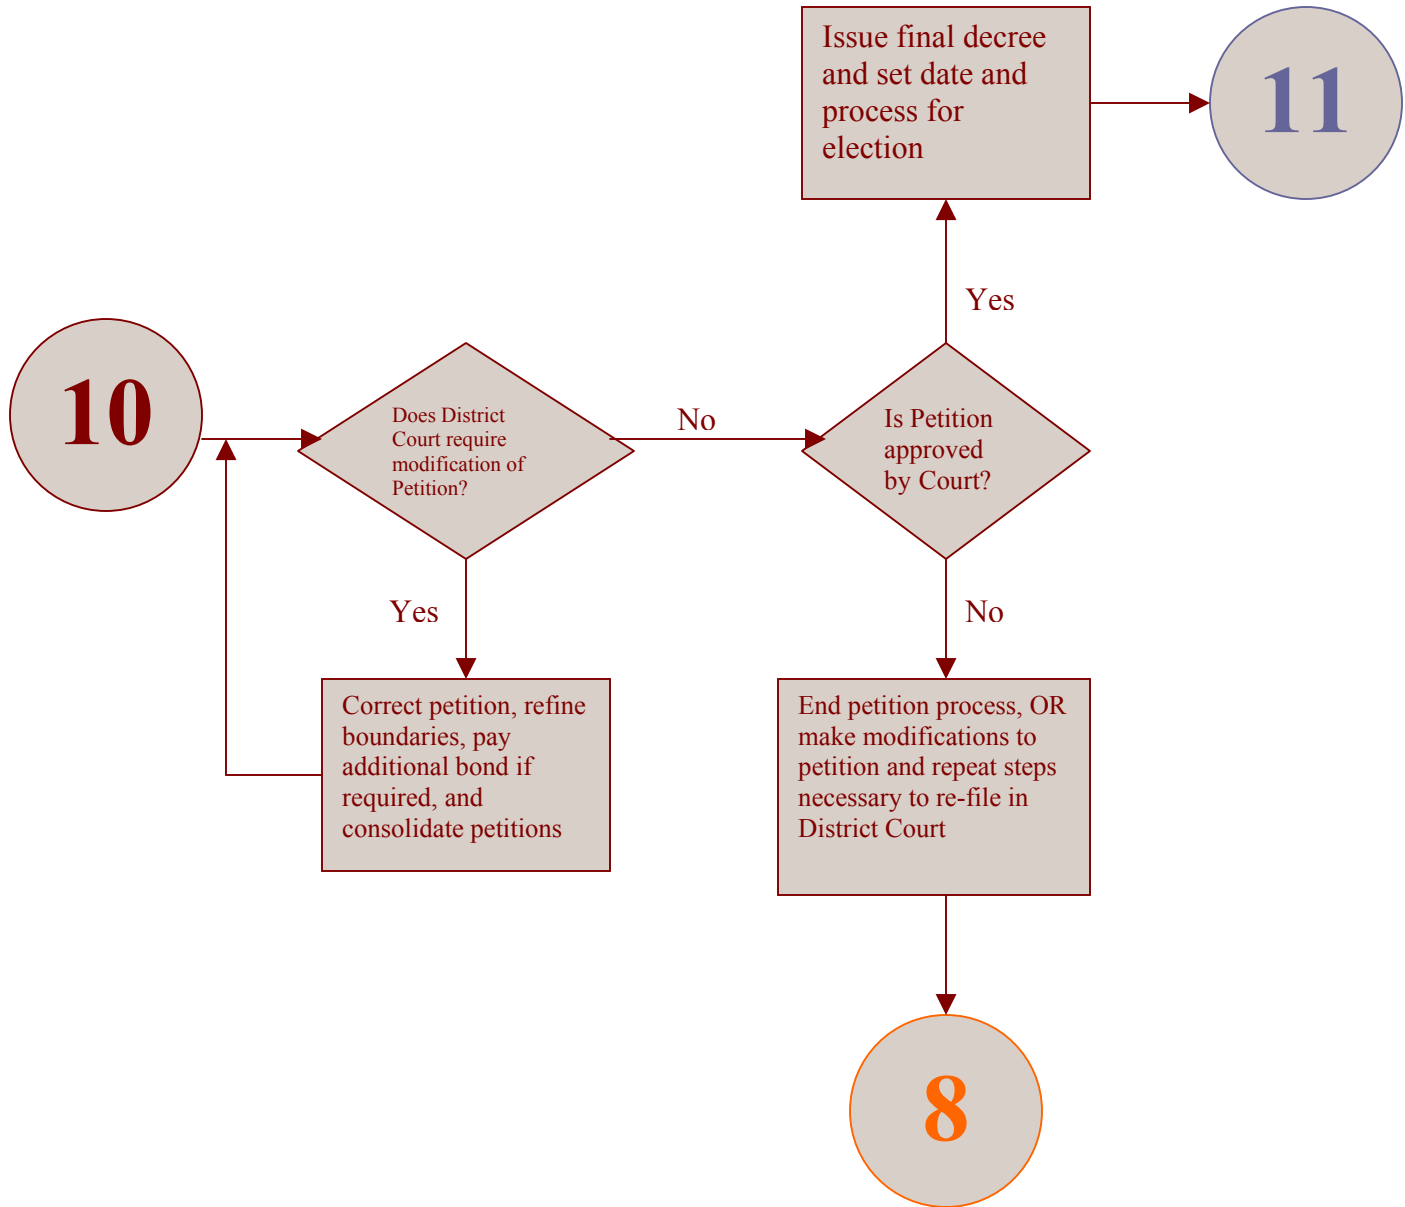 Issue final decree
and set date and
process for
election
11
Yes
10
Does District
Court require
modification of
Petition?
No
Is Petition
approved
by Court?
Yes
No
Correct petition, refine
boundaries, pay
additional bond if
required, and
consolidate petitions
End petition process, OR
make modifications to
petition and repeat steps
necessary to re-file in
District Court
8